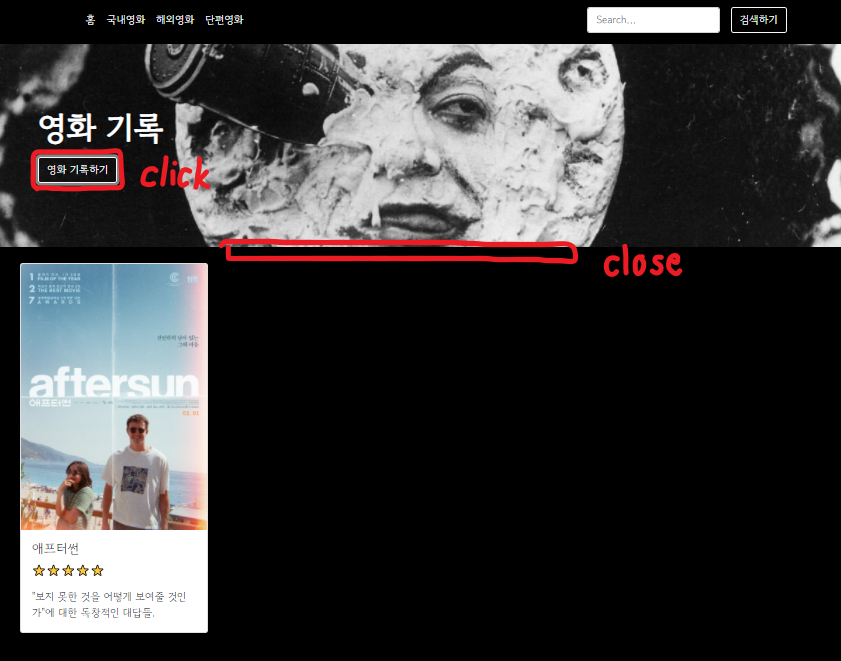 홈 국내영화 해외영화 단편영화
Search...
검색하기
영화 기록
영화 기록하기
click
close
1 FILM OF THE YEAR
2 THE BEST MOVIE
7 AWARDS
aftersun
애프터썬
02.01
애프터썬
"보지 못한 것을 어떻게 보여줄 것인
가"에 대한 독창적인 대답들.